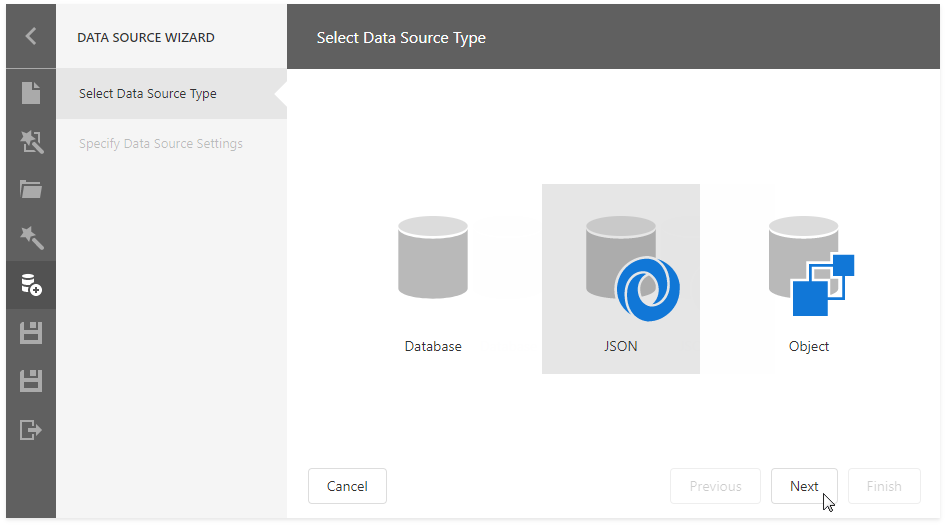 DATA SOURCE WIZARD
Select Data Source Type
Select Data Source Type
Specify Data Source Settings
Database
JSON
Object
Cancel
Previous
Next
Finish